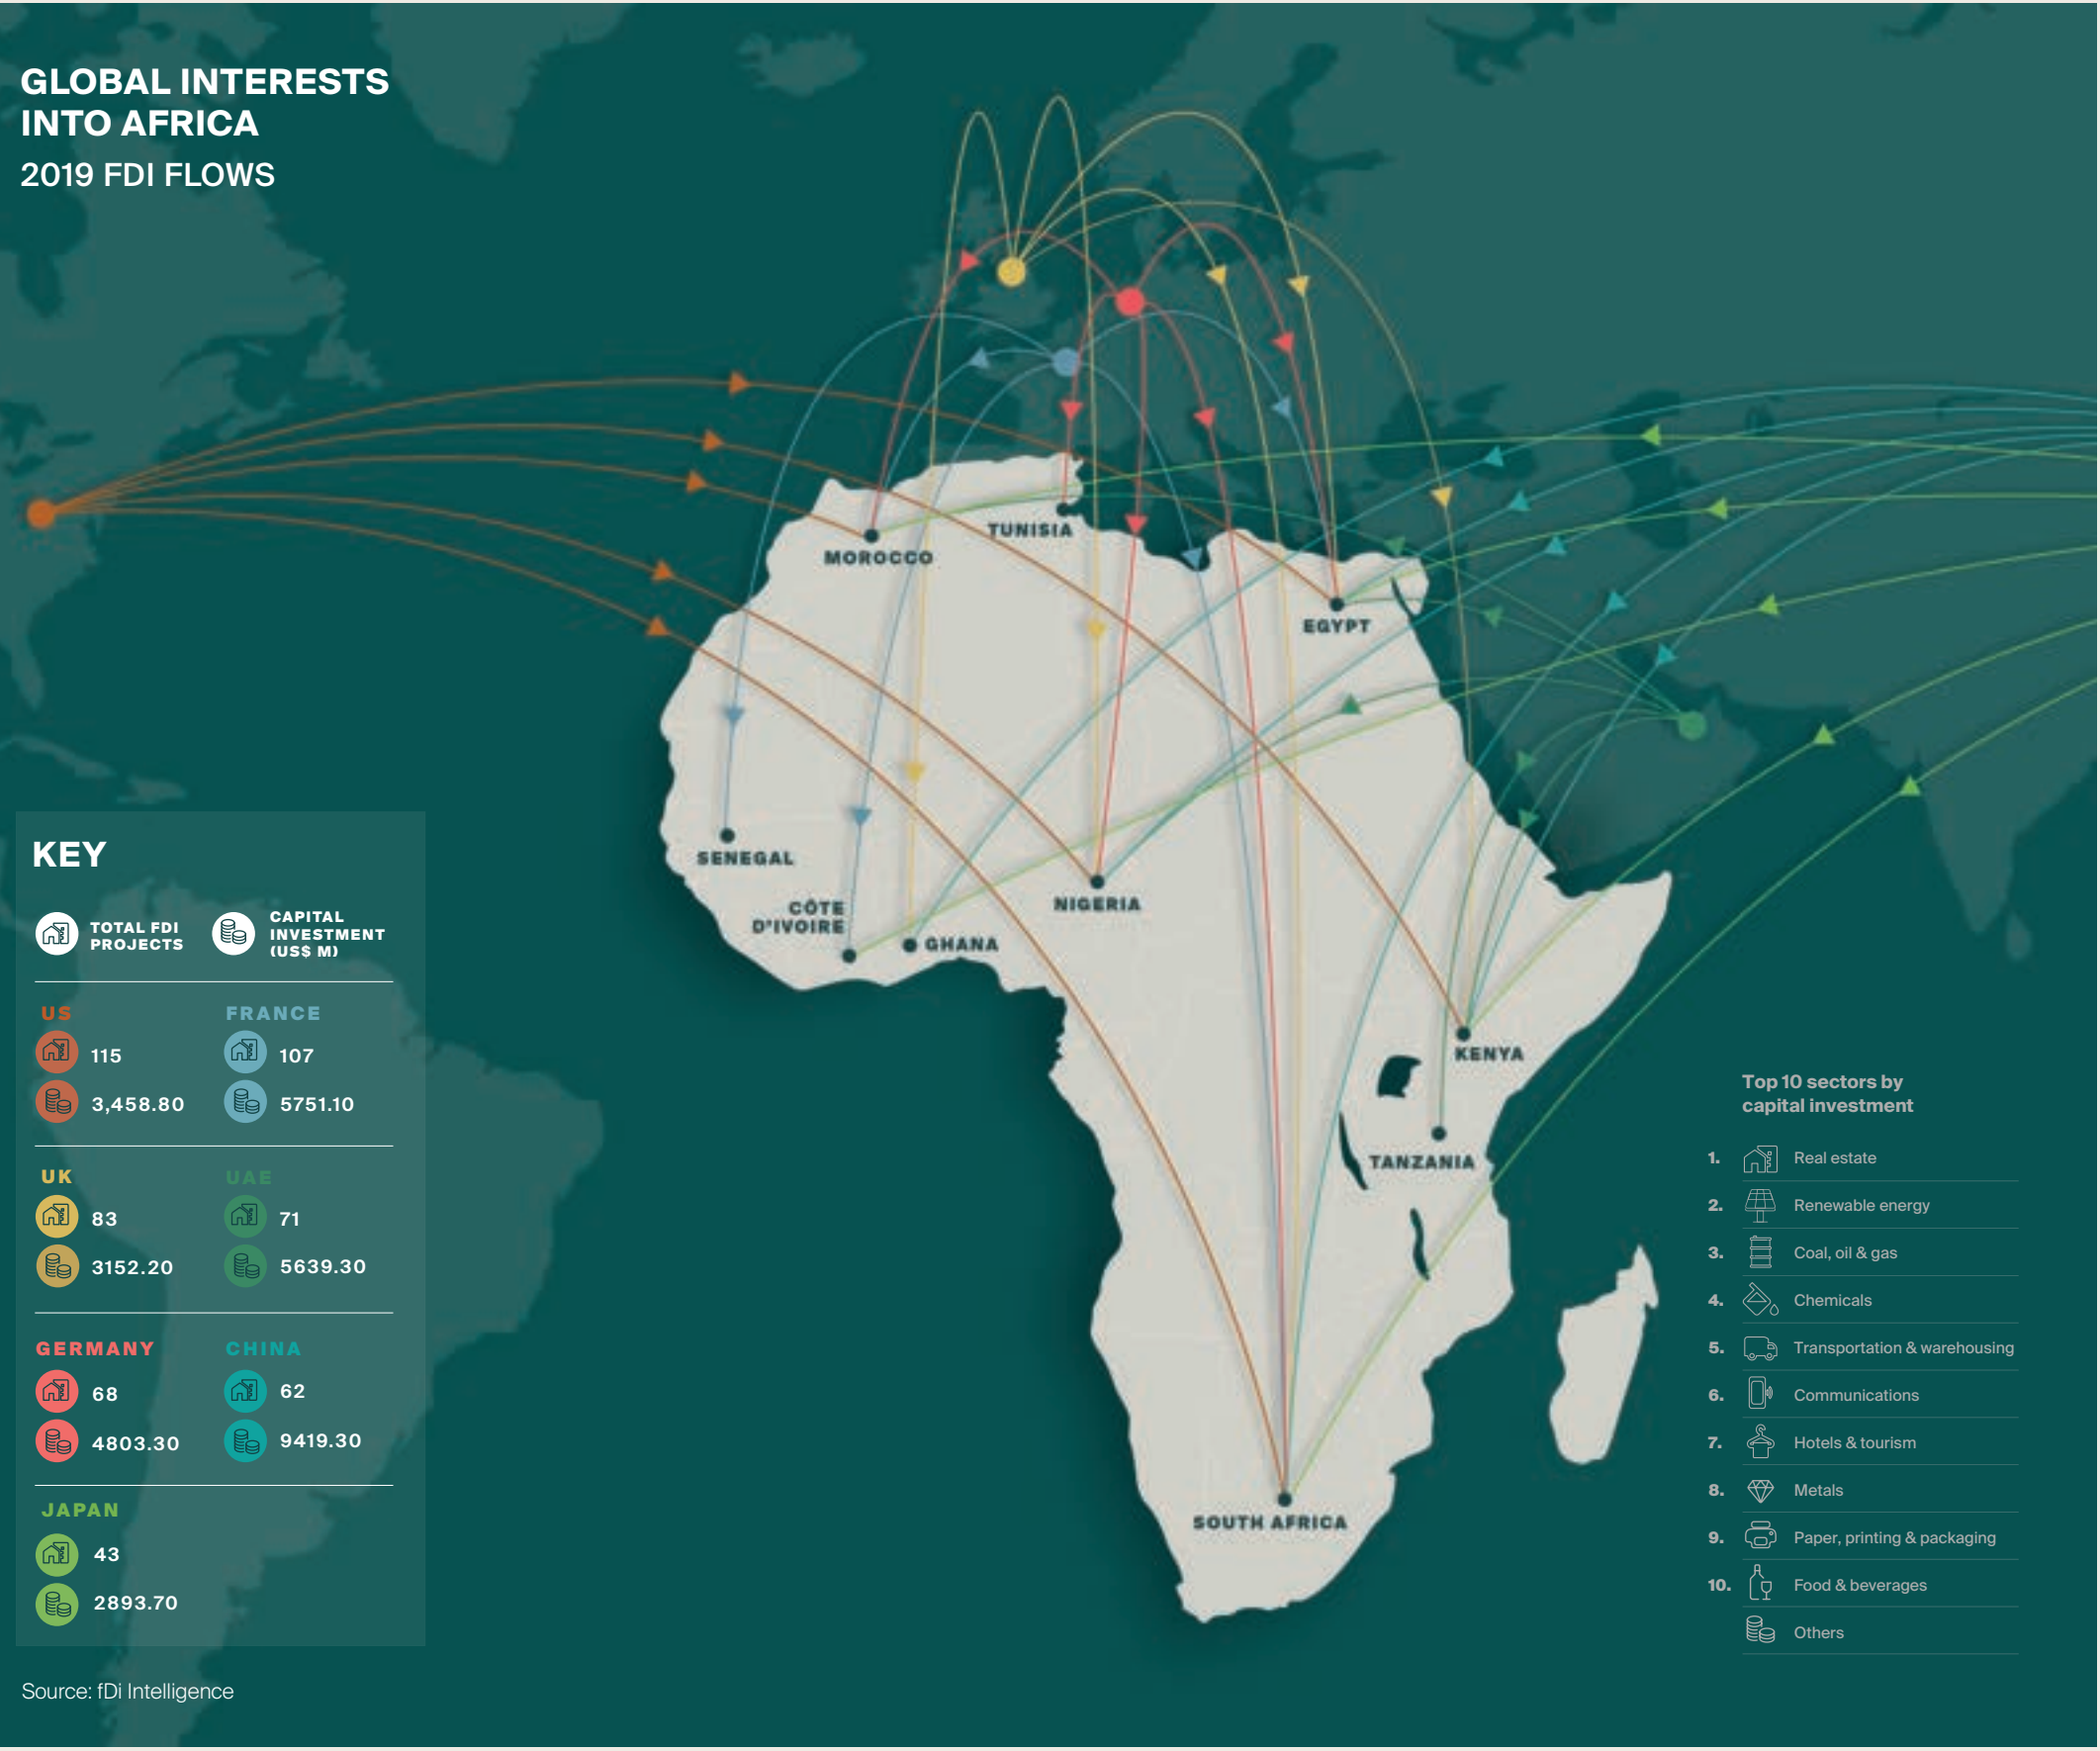 GLOBAL INTERESTS
INTO AFRICA
2019 FDI FLOWS
TUNISIA
MOROCCO
EGYPT
SENEGAL
CÔTE
D'IVOIRE
GHANA
NIGERIA
KENYA
TANZANIA
SOUTH AFRICA
KEY
TOTAL FDI
PROJECTS
CAPITAL
INVESTMENT
(US$ M)
US
115
3,458.80
FRANCE
107
5751.10
UK
83
3152.20
UAE
71
5639.30
GERMANY
68
4803.30
CHINA
62
9419.30
JAPAN
43
2893.70
Top 10 sectors by
capital investment
1. Real estate
2. Renewable energy
3. Coal, oil & gas
4. Chemicals
5. Transportation & warehousing
6. Communications
7. Hotels & tourism
8. Metals
9. Paper, printing & packaging
10. Food & beverages
Others
Source: fDi Intelligence